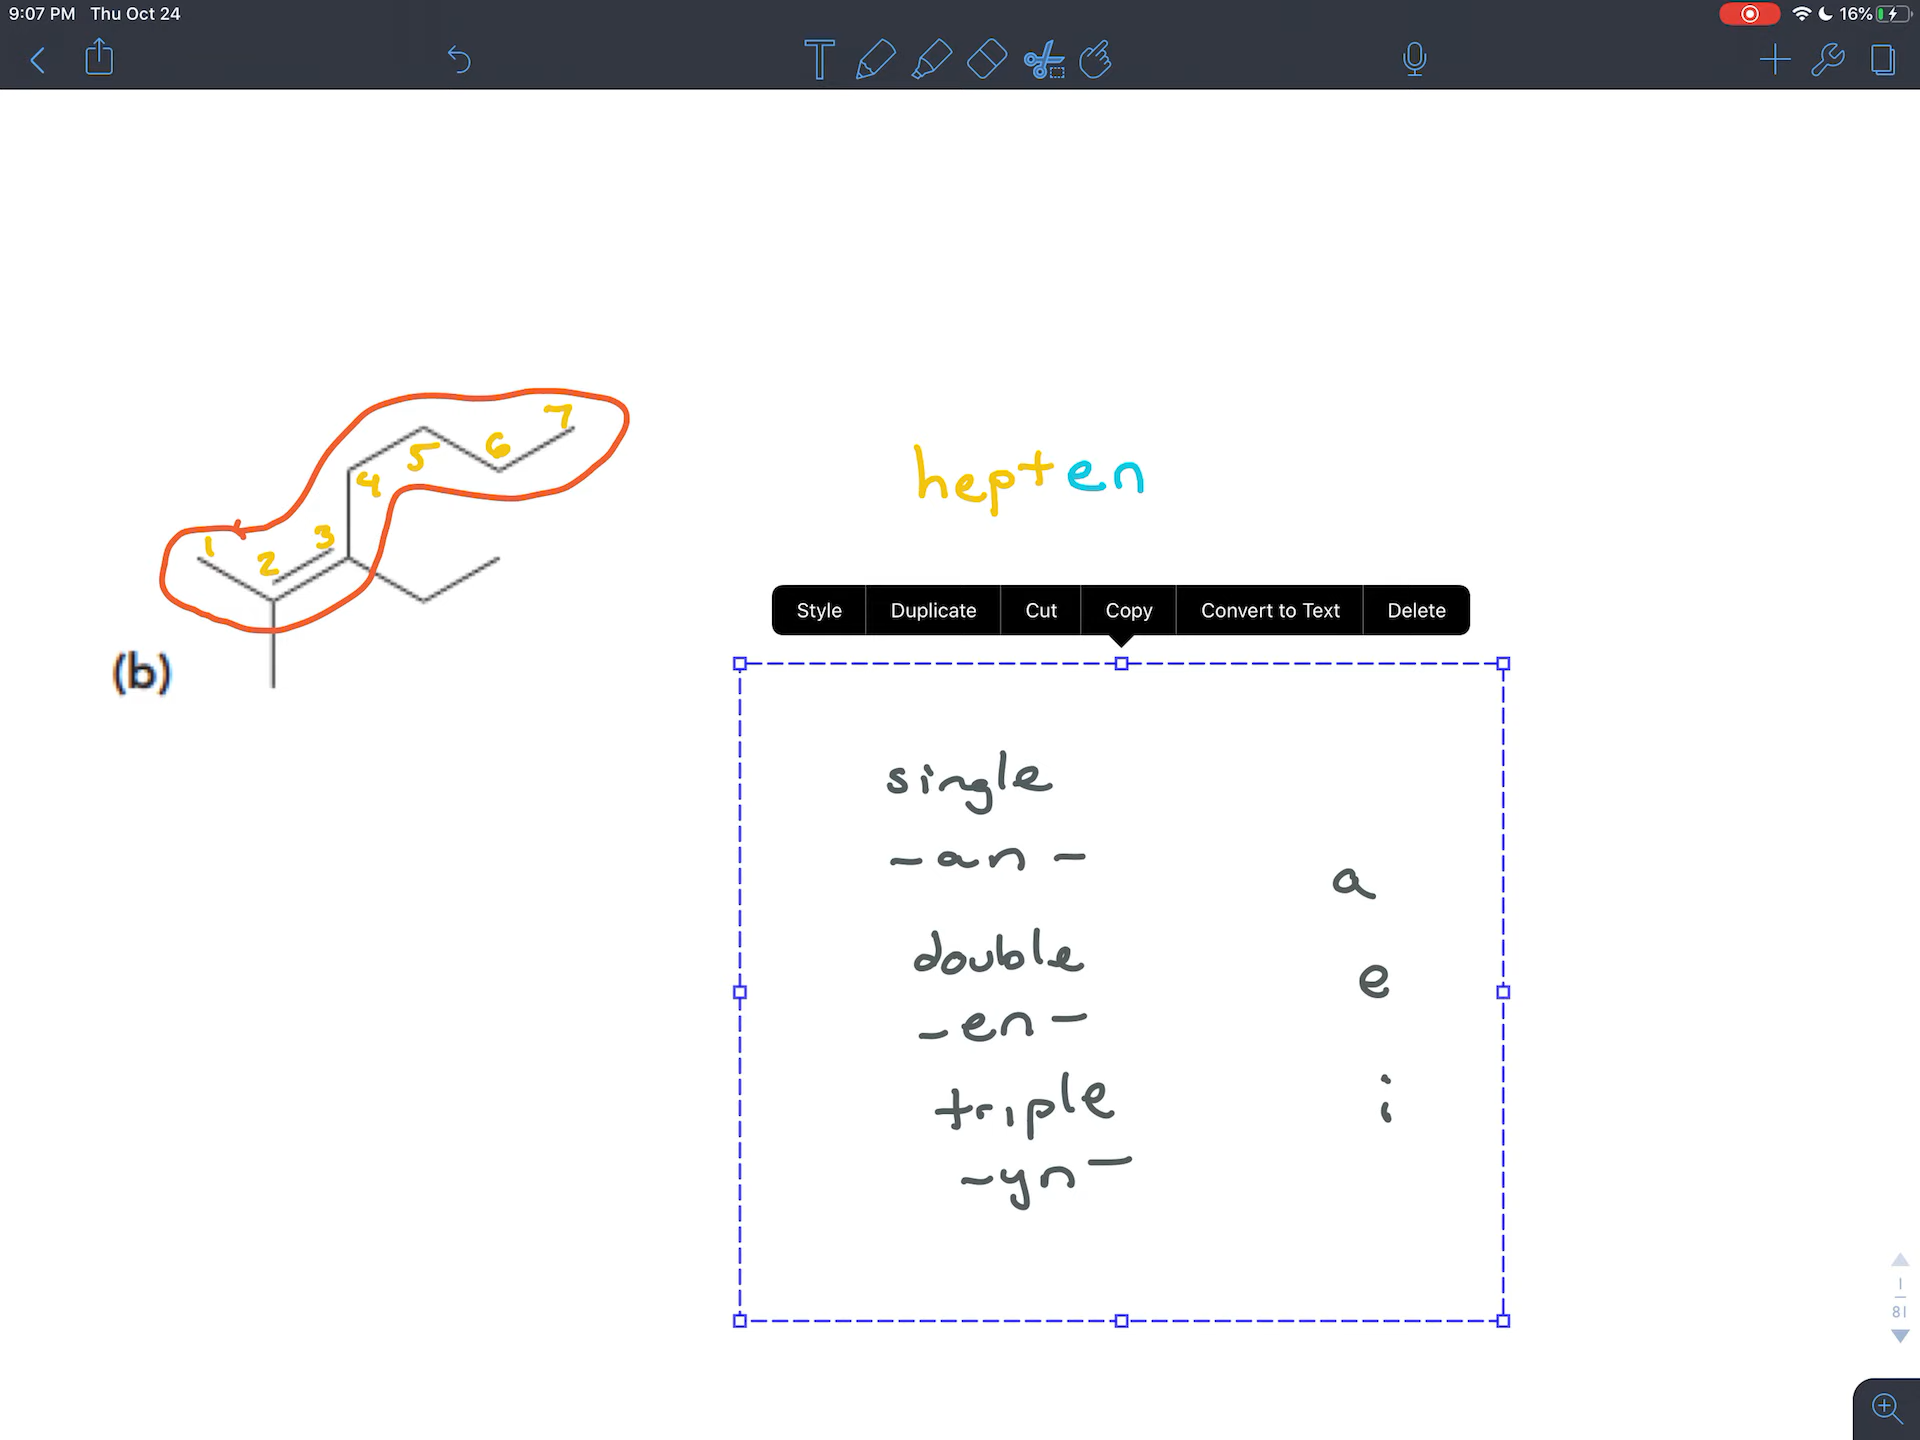 9:07 PM Thu Oct 24
16%
T
7
6
5
4
3
1
2
hepten
(b)
Style Duplicate Cut Copy Convert to Text Delete
single
-an-
a
double
e
-en-
triple
i
-yn-
1
81